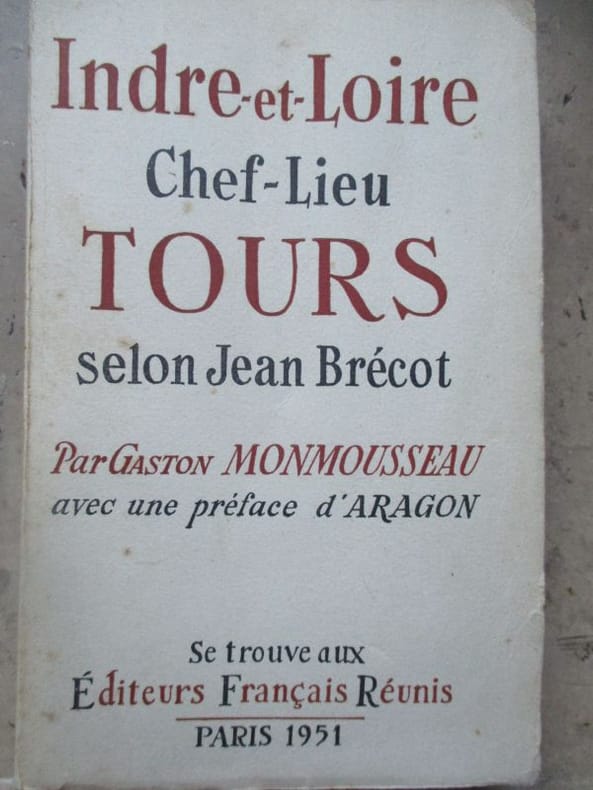 Indre-et-Loire
Chef-Lieu
TOURS
selon Jean Brécot
Par GASTON MONMOUSSEAU
avec une préface d'ARAGON
Se trouve aux
Éditeurs Français Réunis
PARIS 1951